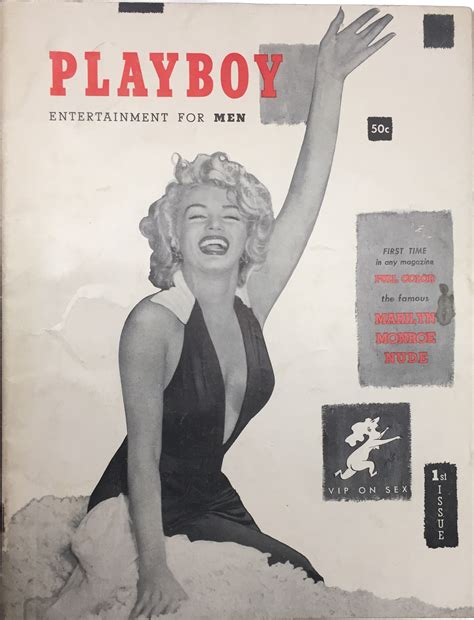 PLAYBOY
ENTERTAINMENT FOR MEN
50c
FIRST TIME
in any magazine
FULL COLOR
the famous
MARILYN
MONROE
NUDE
VIP ON SEX
1st
ISSUE